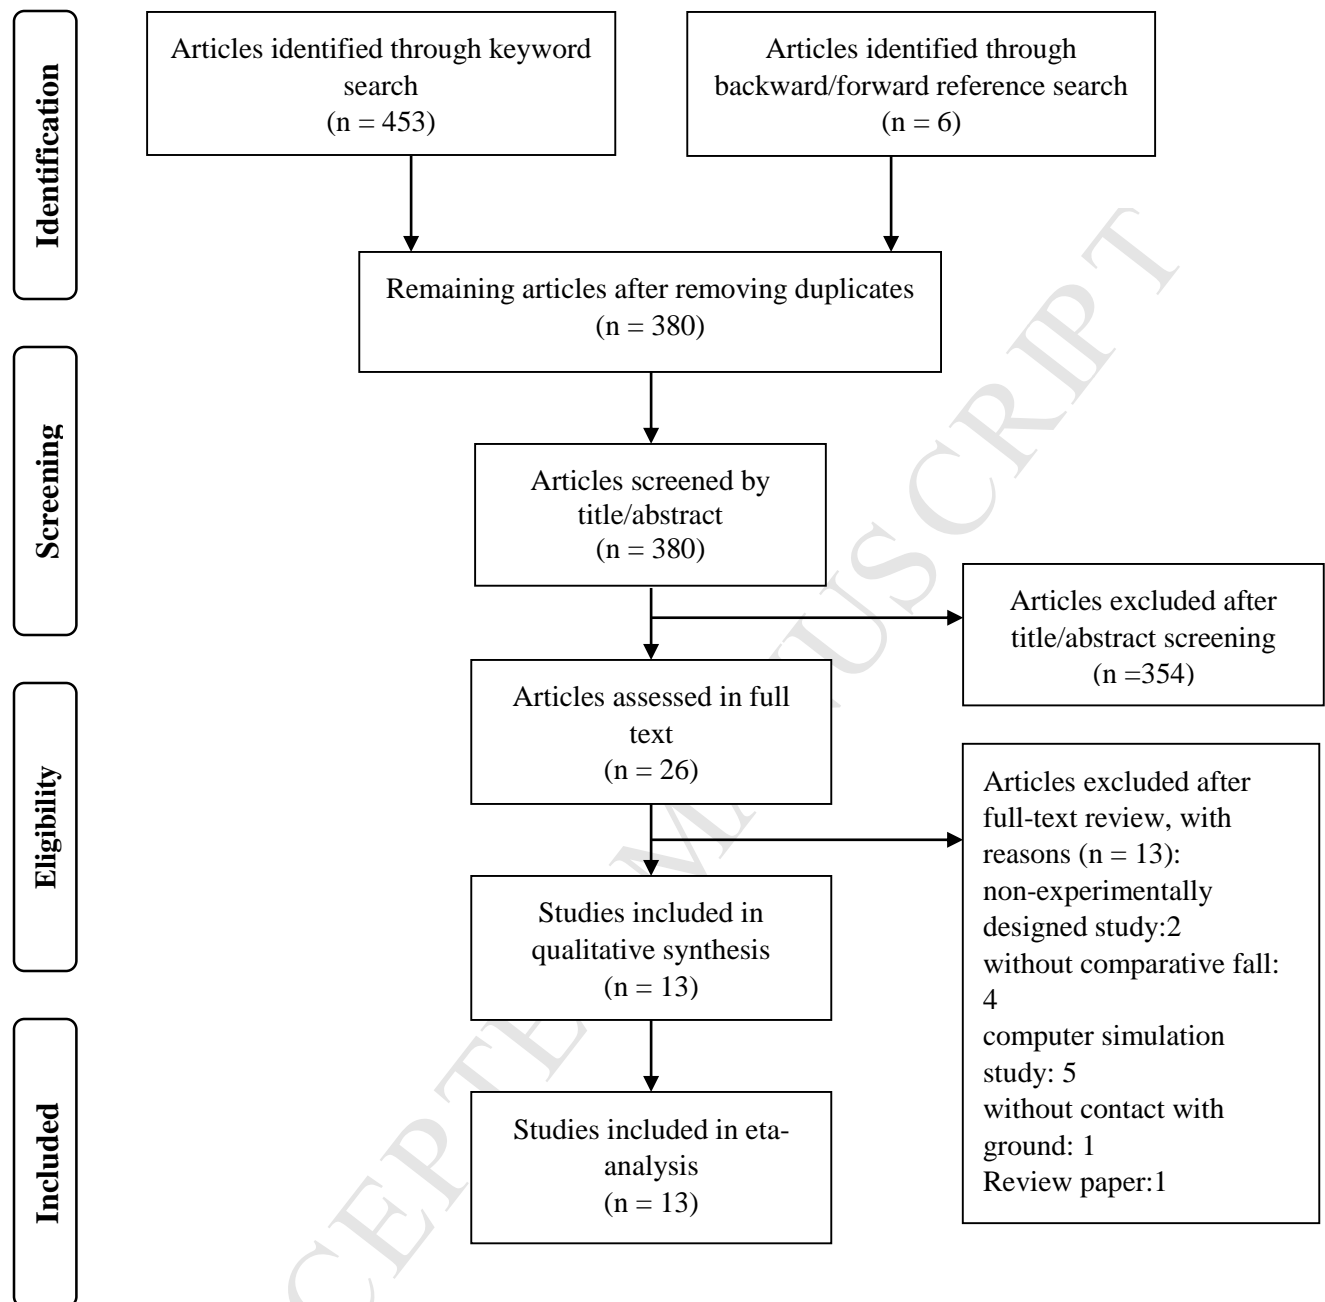 Identification
Articles identified through keyword
search
(n = 453)
Articles identified through
backward/forward reference search
(n = 6)
Remaining articles after removing duplicates
(n = 380)
Screening
Articles screened by
title/abstract
(n = 380)
Articles excluded after
title/abstract screening
(n =354)
Eligibility
Articles assessed in full
text
(n = 26)
Articles excluded after
full-text review, with
reasons (n = 13):
non-experimentally
designed study:2
without comparative fall:
4
computer simulation
study: 5
without contact with
ground: 1
Review paper:1
Studies included in
qualitative synthesis
(n = 13)
Included
Studies included in eta-
analysis
(n = 13)
CEPTE MANUSCRIPT